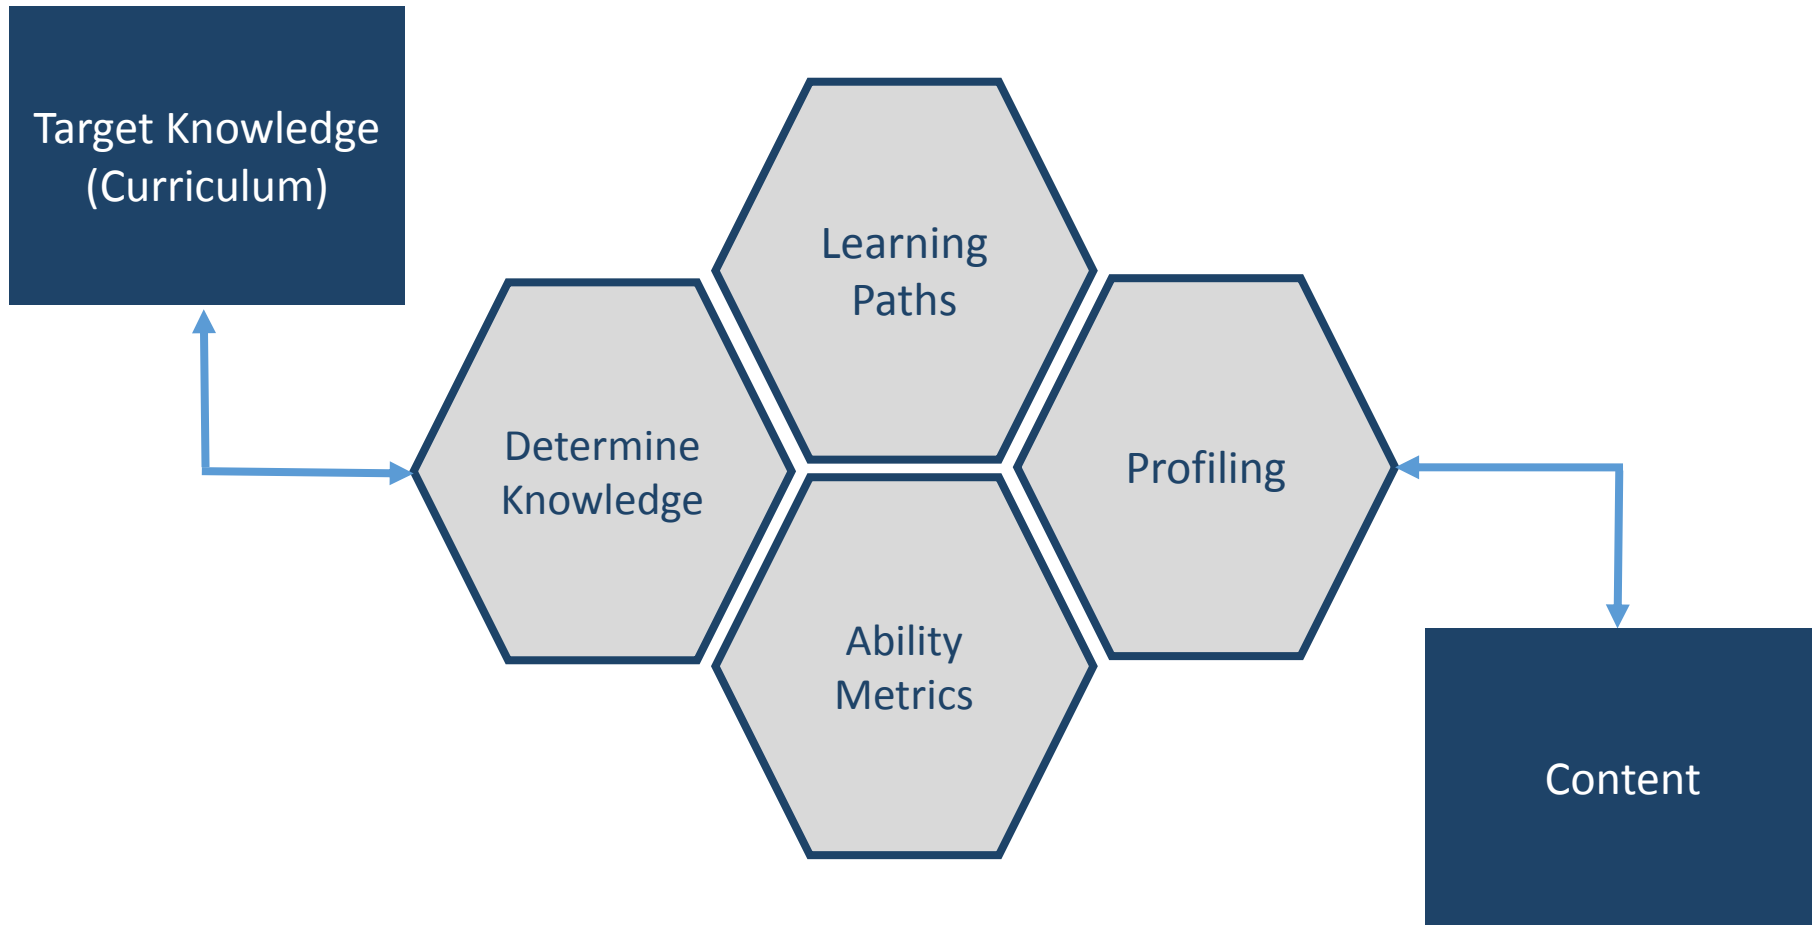 Target Knowledge
(Curriculum)
Learning
Paths
Determine
Knowledge
Profiling
Ability
Metrics
Content